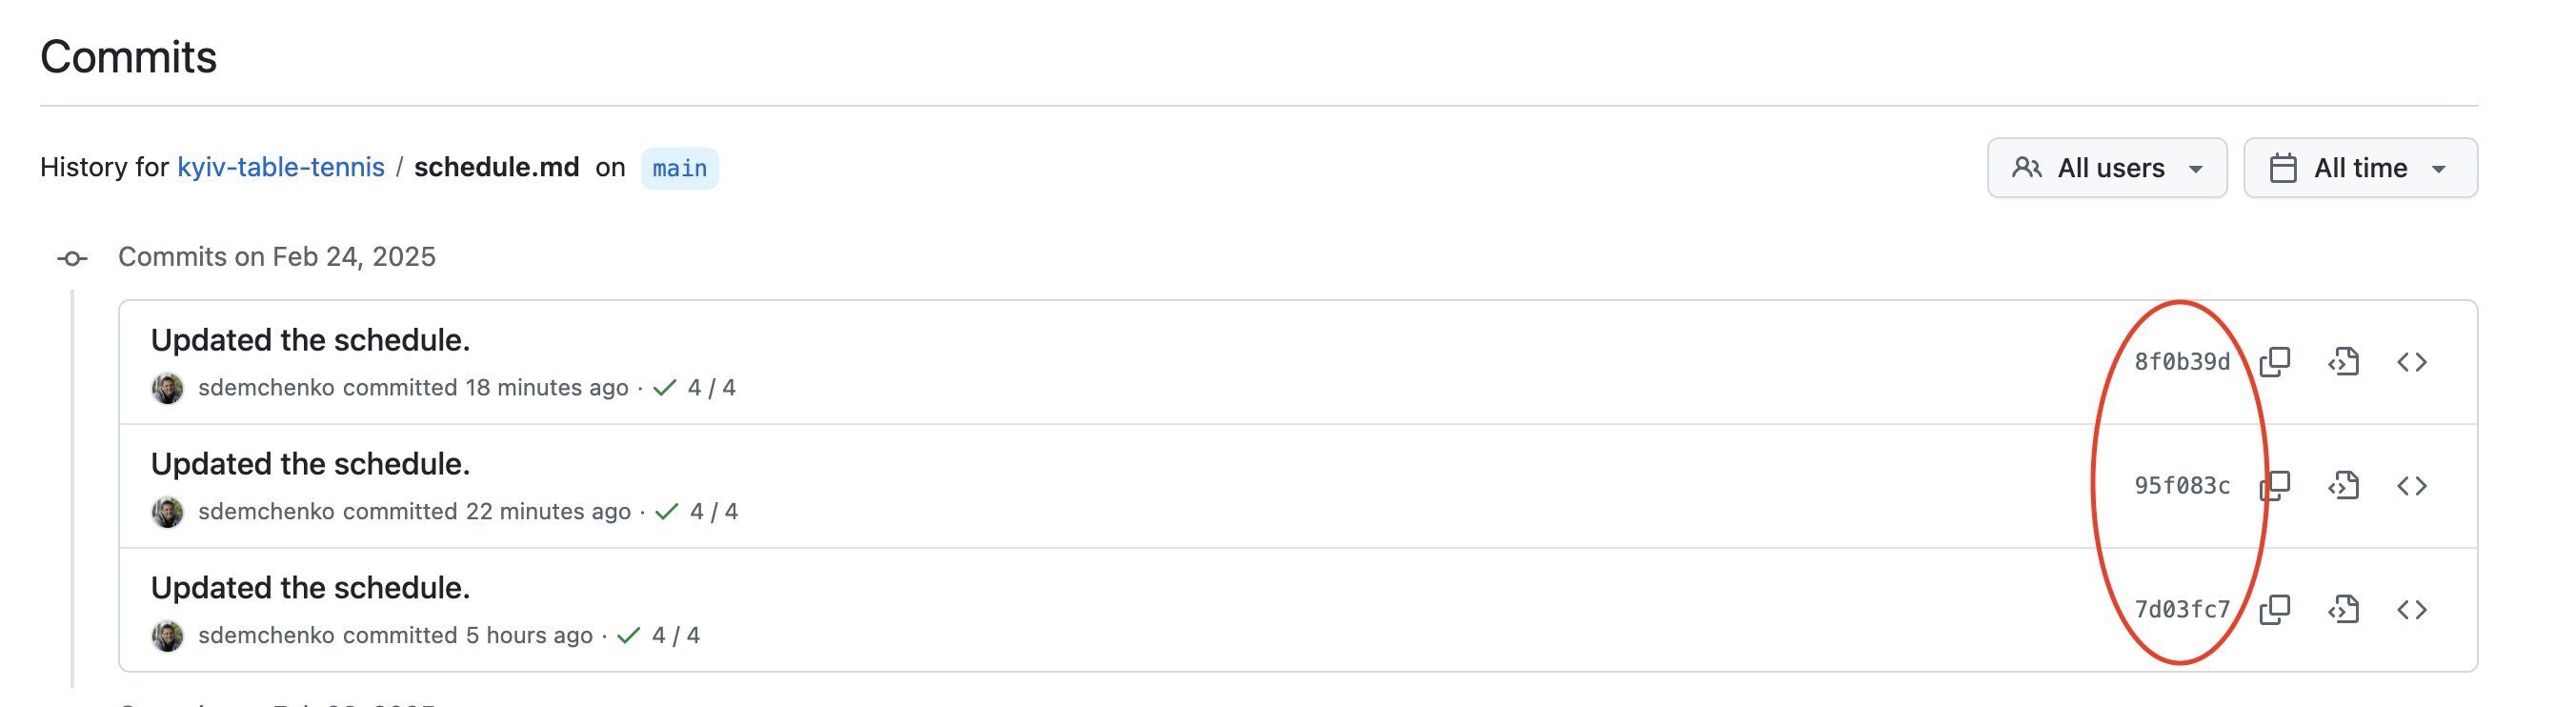 Commits
History for kyiv-table-tennis / schedule.md on main
All users
All time
Commits on Feb 24, 2025
Updated the schedule.
8f0b39d
sdemchenko committed 18 minutes ago · 4 / 4
Updated the schedule.
95f083c
sdemchenko committed 22 minutes ago · 4 / 4
Updated the schedule.
7d03fc7
sdemchenko committed 5 hours ago · 4 / 4